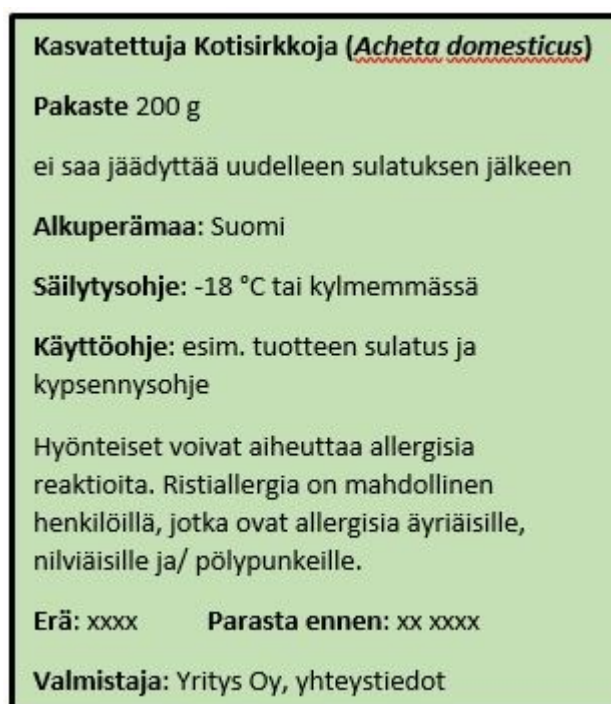 Kasvatettuja Kotisirkkoja (Acheta domesticus)
Pakaste 200 g
ei saa jäädyttää uudelleen sulatuksen jälkeen
Alkuperämaa: Suomi
Säilytysohje: -18 °C tai kylmemmässä
Käyttöohje: esim. tuotteen sulatus ja
kypsennysohje
Hyönteiset voivat aiheuttaa allergisia
reaktioita. Ristiallergia on mahdollinen
henkilöillä, jotka ovat allergisia äyriäisille,
nilviäisille ja/ pölypunkeille.
Erä: xxxx Parasta ennen: xx xxxx
Valmistaja: Yritys Oy, yhteystiedot